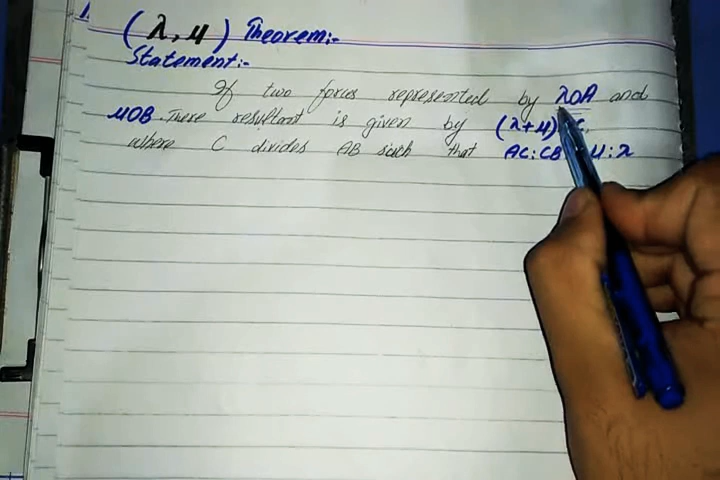 1.
(λ, μ) Theorem:-
Statement:-
If two forces represented by λOA and
μOB. There resultant is given by (λ+μ) C.
where C divides AB such that AC:CB μ:λ